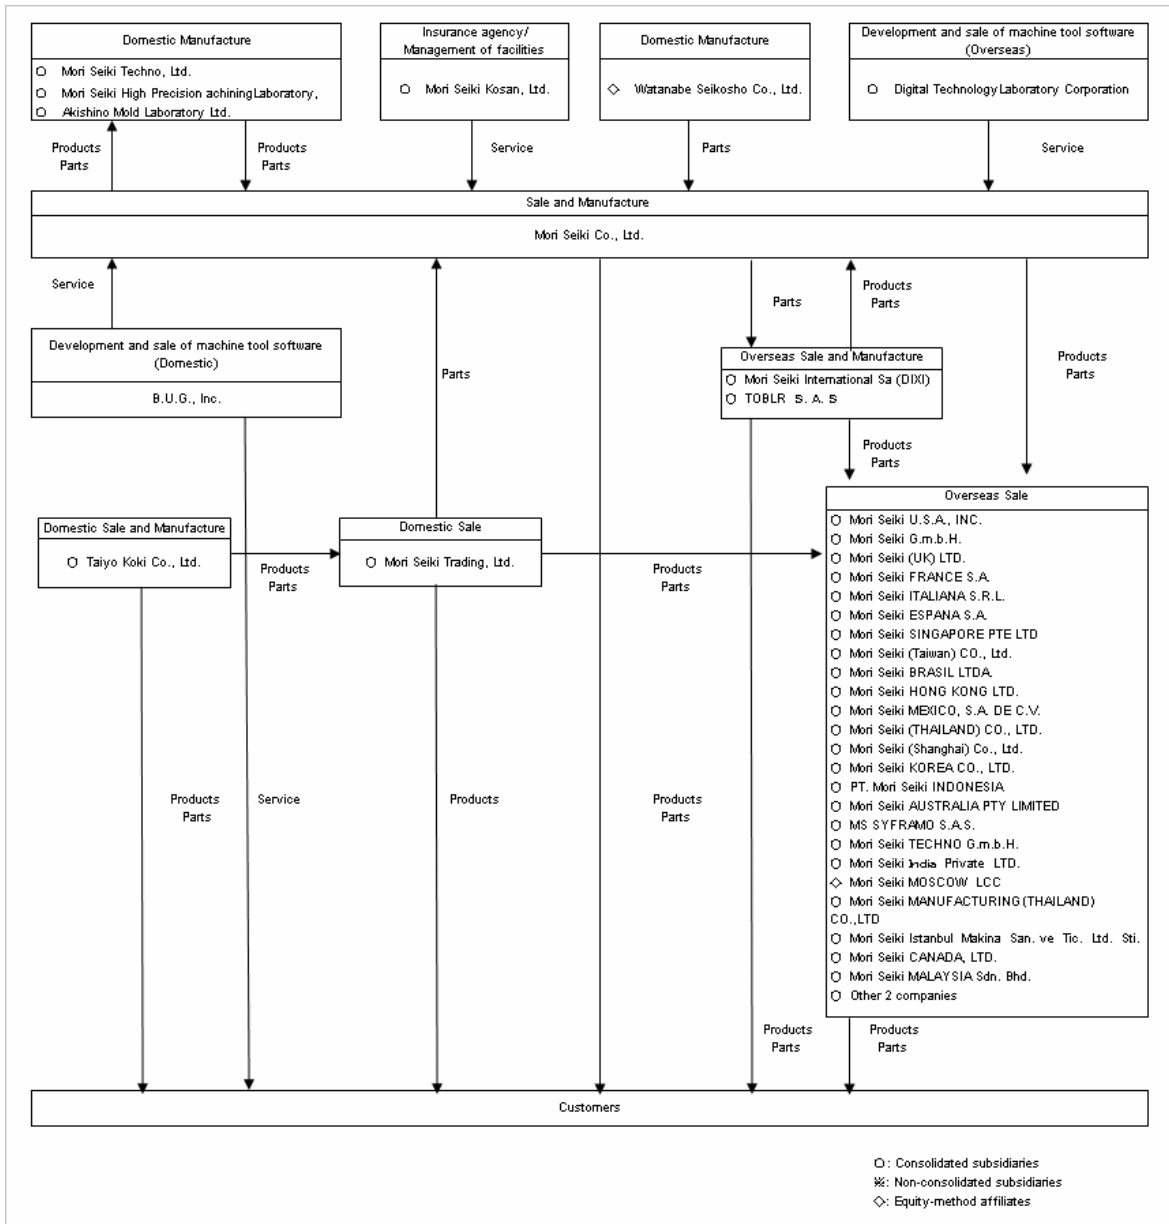 Domestic Manufacture
○ Mori Seiki Techno, Ltd.
○ Mori Seiki High Precision achiningLaboratory,
○ Akishino Mold Laboratory Ltd.
Insurance agency/
Management of facilities
○ Mori Seiki Kosan, Ltd.
Domestic Manufacture
◇ Watanabe Seikosho Co., Ltd.
Development and sale of machine tool software
(Overseas)
○ Digital TechnologyLaboratory Corporation
Products
Parts
Products
Parts
Service
Parts
Service
Sale and Manufacture
Mori Seiki Co., Ltd.
Service
Development and sale of machine tool software
(Domestic)
B.U.G., Inc.
Parts
Products
Parts
Parts
Products
Parts
Overseas Sale and Manufacture
○ Mori Seiki International Sa (DIXI)
○ TOBLR S. A. S
Products
Parts
Domestic Sale and Manufacture
○ Taiyo Koki Co., Ltd.
Products
Parts
Domestic Sale
○ Mori Seiki Trading, Ltd.
Products
Parts
Overseas Sale
○ Mori Seiki U.S.A., INC.
○ Mori Seiki G.m.b.H.
○ Mori Seiki (UK) LTD.
○ Mori Seiki FRANCE S.A.
○ Mori Seiki ITALIANA S.R.L.
○ Mori Seiki ESPANA S.A.
○ Mori Seiki SINGAPORE PTE LTD
○ Mori Seiki (Taiwan) CO., Ltd.
○ Mori Seiki BRASIL LTDA.
○ Mori Seiki HONG KONG LTD.
○ Mori Seiki MEXICO, S.A. DE C.V.
○ Mori Seiki (THAILAND) CO., LTD.
○ Mori Seiki (Shanghai) Co., Ltd.
○ Mori Seiki KOREA CO., LTD.
○ PT. Mori Seiki INDONESIA
○ Mori Seiki AUSTRALIA PTY LIMITED
○ MS SYFRAMO S.A.S.
○ Mori Seiki TECHNO G.m.b.H.
○ Mori Seiki India Private LTD.
◇ Mori Seiki MOSCOW LCC
○ Mori Seiki MANUFACTURING (THAILAND)
CO.,LTD
○ Mori Seiki Istanbul Makina San. ve Tic. Ltd. Sti.
○ Mori Seiki CANADA, LTD.
○ Mori Seiki MALAYSIA Sdn. Bhd.
○ Other 2 companies
Products
Parts
Service
Products
Products
Parts
Products
Parts
Products
Parts
Customers
○: Consolidated subsidiaries
※: Non-consolidated subsidiaries
◇: Equity-method affiliates